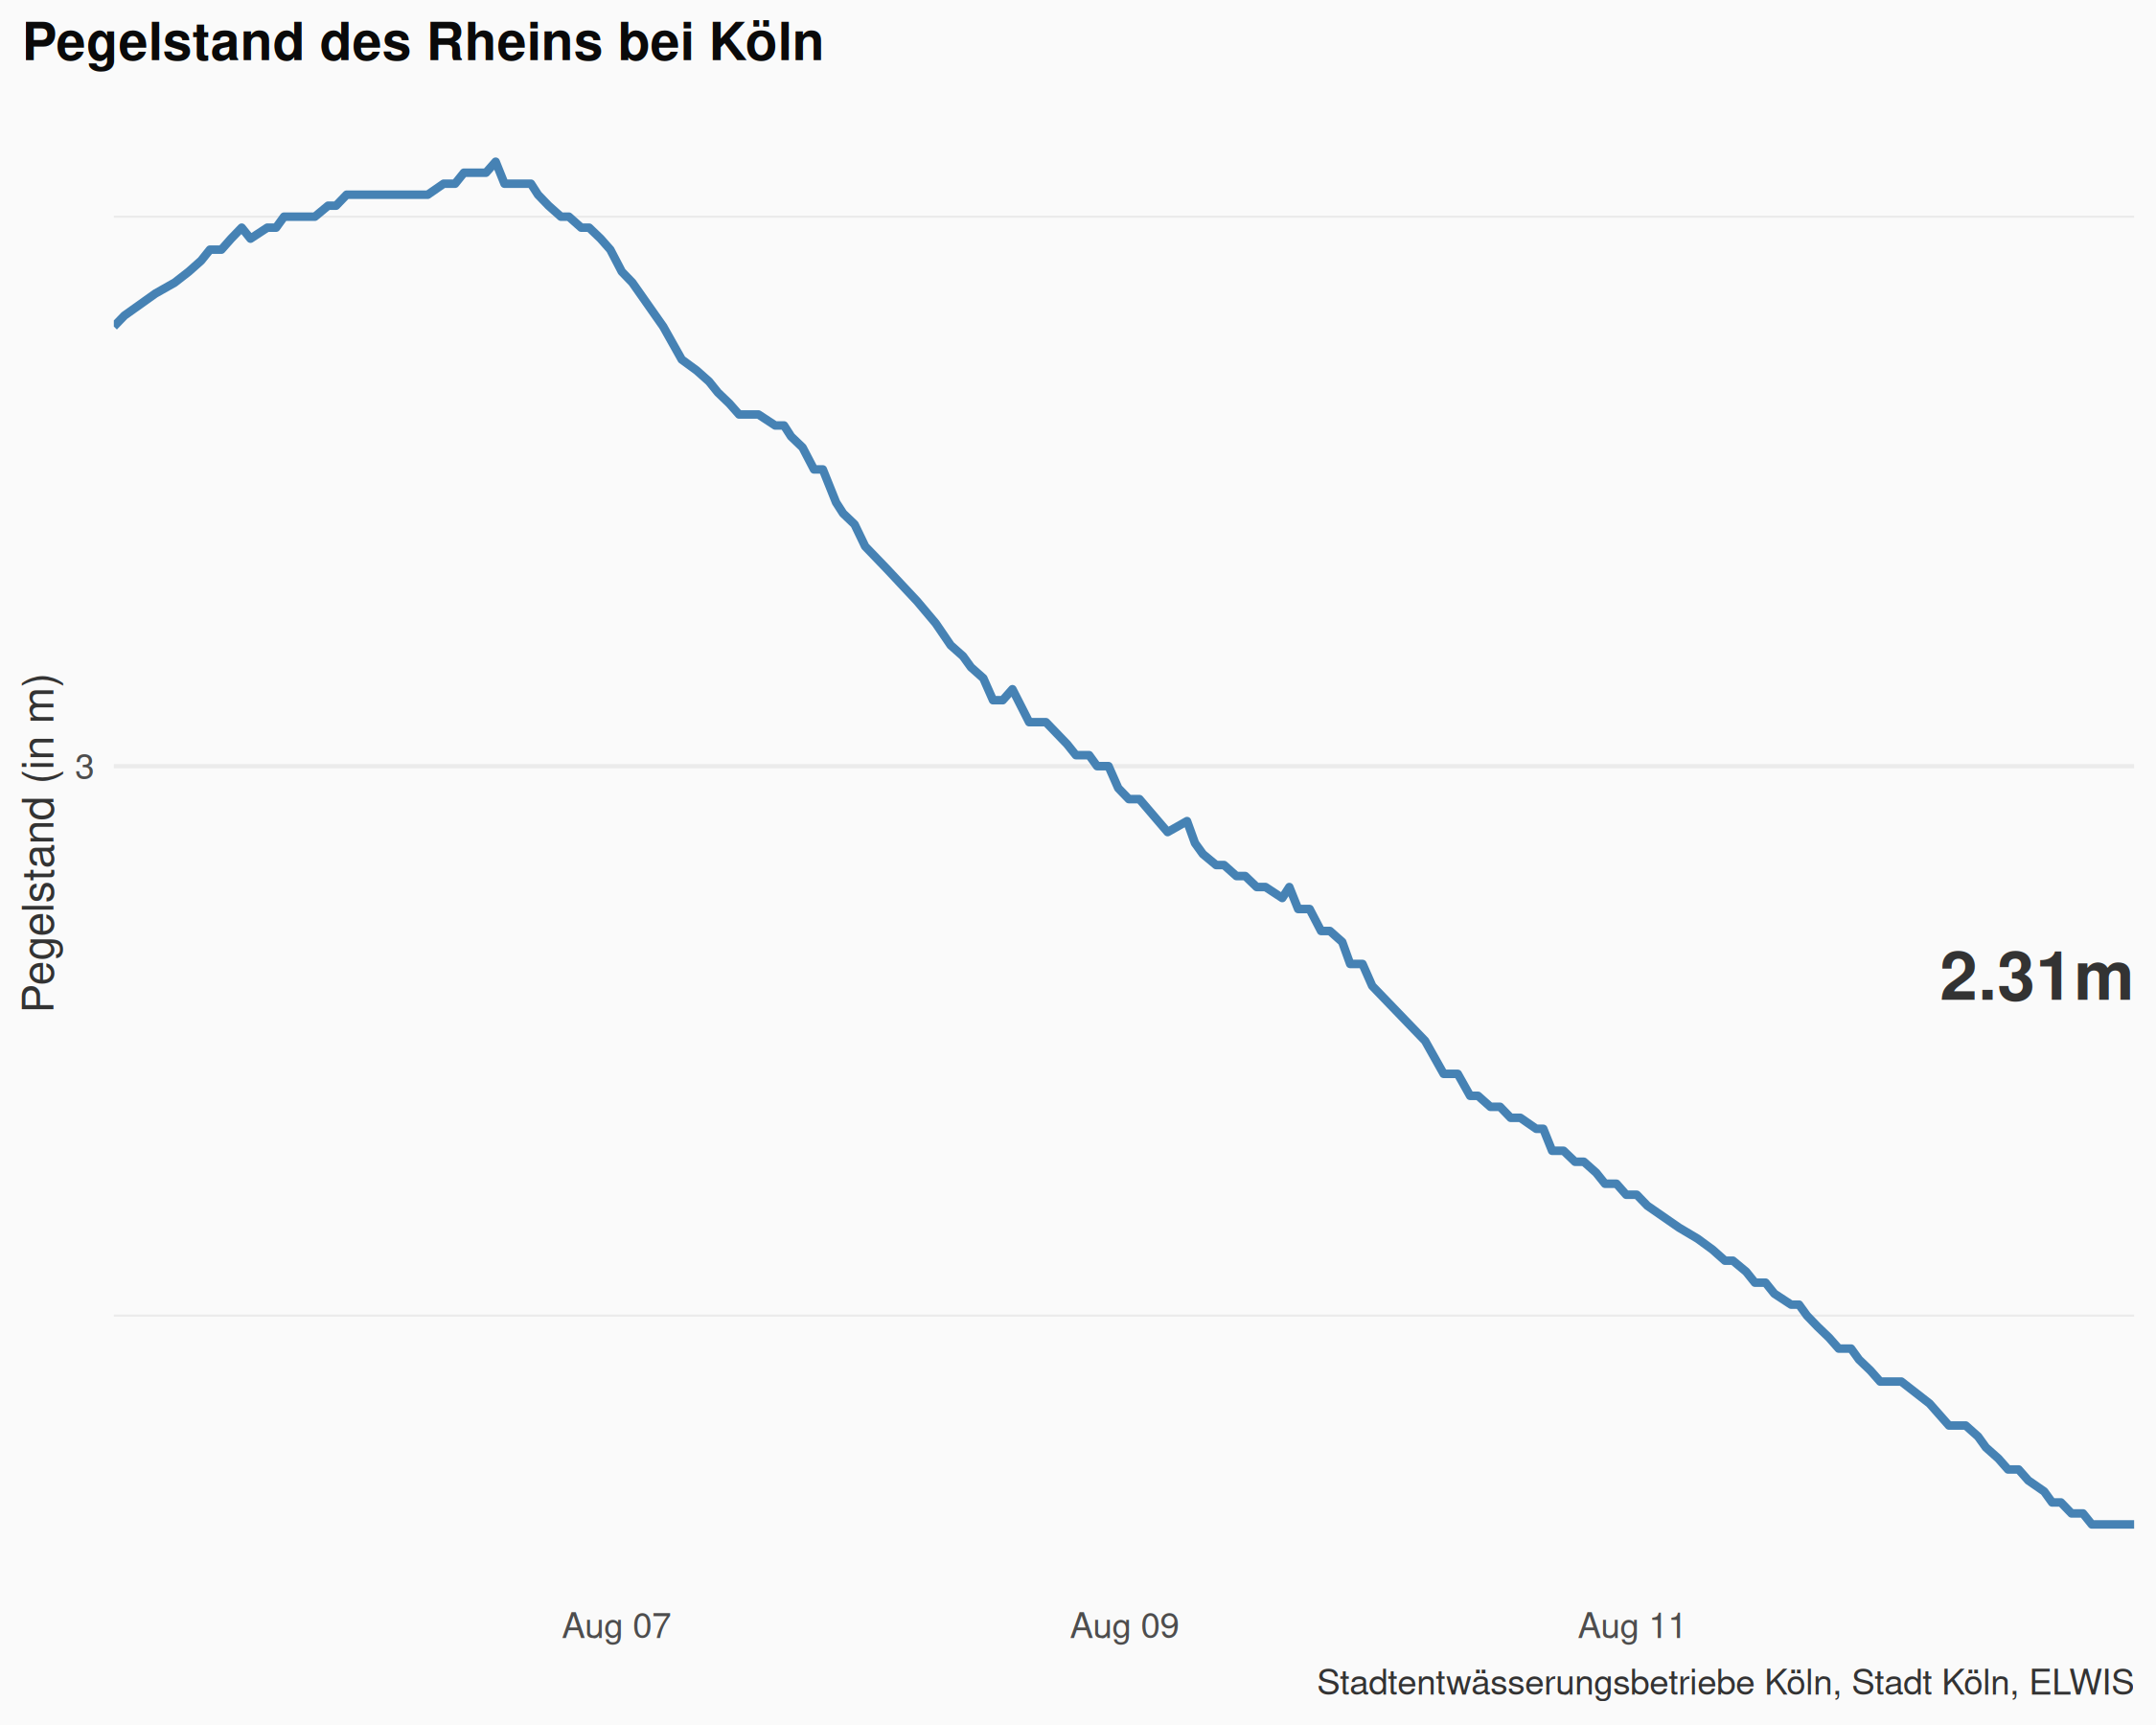 Pegelstand des Rheins bei Köln
Pegelstand (in m)
3
2.31m
Aug 07
Aug 09
Aug 11
Stadtentwässerungsbetriebe Köln, Stadt Köln, ELWIS